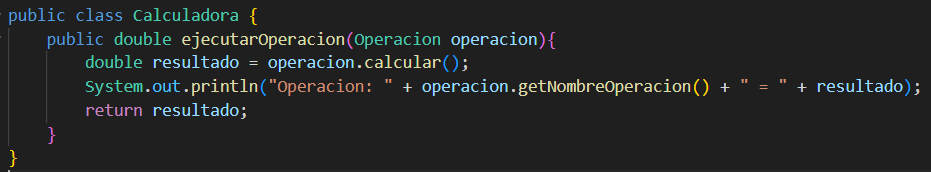 public class Calculadora {
    public double ejecutarOperacion(Operacion operacion){
        double resultado = operacion.calcular();
        System.out.println("Operacion: " + operacion.getNombreOperacion() + " = " + resultado);
        return resultado;
    }
}